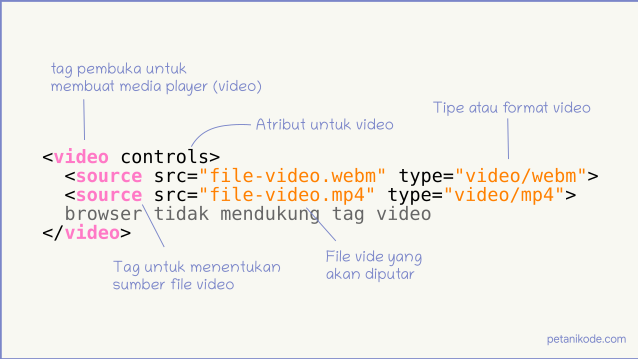 tag pembuka untuk
membuat media player (video)
Tipe atau format video
Atribut untuk video
<video controls>
<source src="file-video.webm" type="video/webm">
<source src="file-video.mp4" type="video/mp4">
browser tidak mendukung tag video
</video>
Tag untuk menentukan
sumber file video
File vide yang
akan diputar
petanikode.com